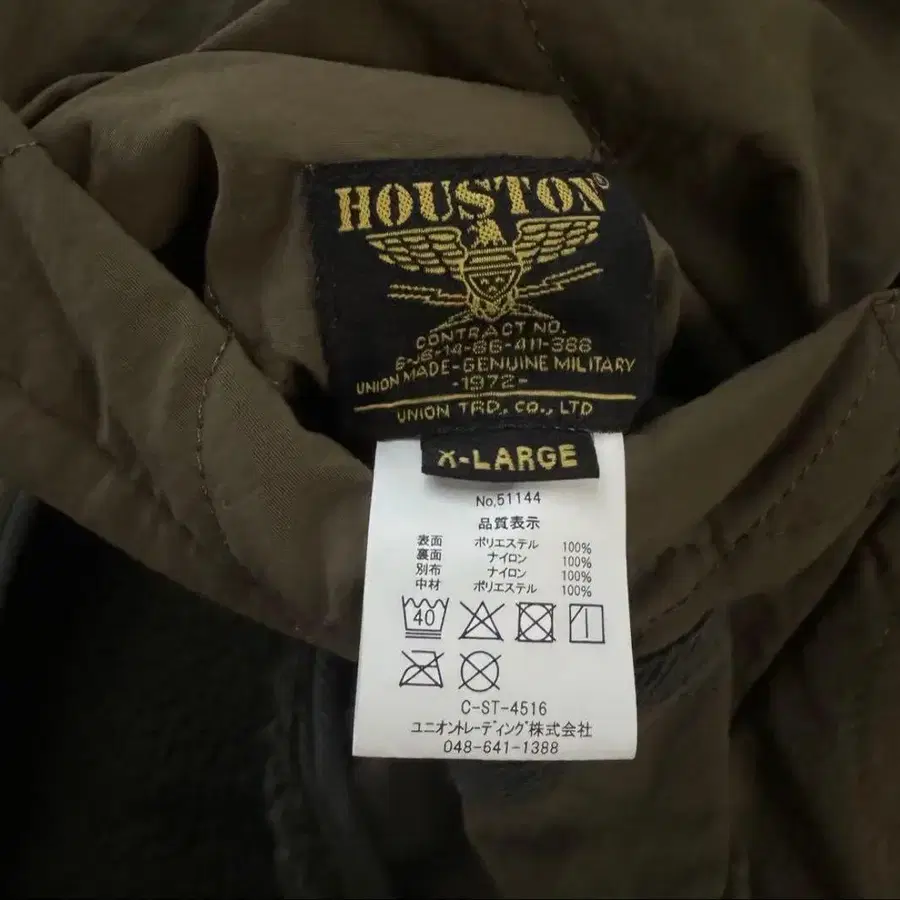 HOUSTON
CONTRACT NO.
6-J6-14-86-411-388
UNION MADE-GENUINE MILITARY
-1972-
UNION TRD., CO., LTD
X-LARGE
No,51144
品質表示
表面 ポリエステル 100%
裏面 ナイロン 100%
別布 ナイロン 100%
中材 ポリエステル 100%
40
C-ST-4516
ユニオントレーディング株式会社
048-641-1388